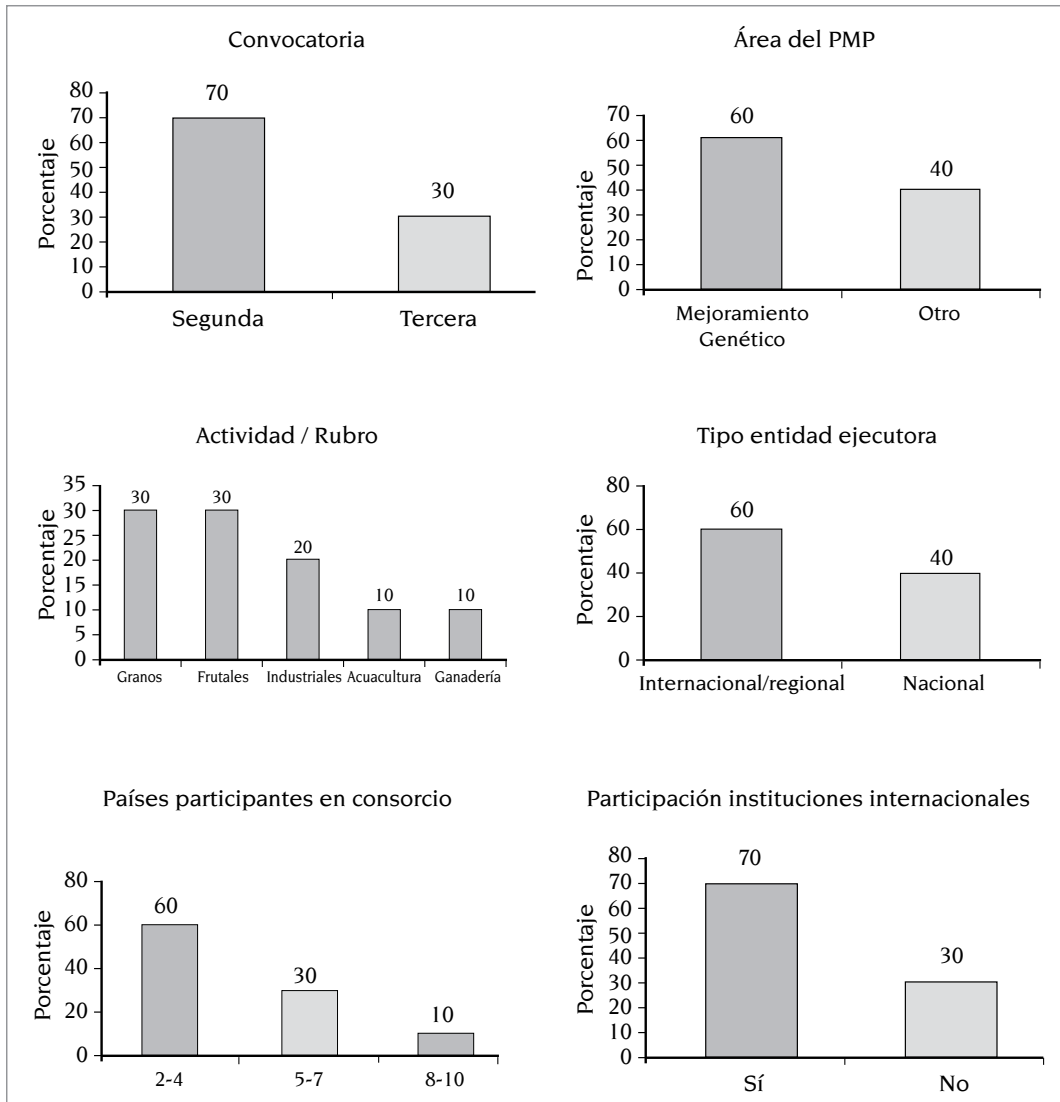 Convocatoria
Porcentaje
80
70
60
50
40
30
20
10
0
70
30
Segunda
Tercera
Área del PMP
Porcentaje
70
60
50
40
30
20
10
0
60
40
Mejoramiento
Genético
Otro
Actividad / Rubro
Porcentaje
35
30
25
20
15
10
5
0
30
30
20
10
10
Granos
Frutales
Industriales
Acuacultura
Ganadería
Tipo entidad ejecutora
Porcentaje
80
60
40
20
0
60
40
Internacional/regional
Nacional
Países participantes en consorcio
Porcentaje
80
60
40
20
0
60
30
10
2-4
5-7
8-10
Participación instituciones internacionales
Porcentaje
80
70
60
50
40
30
20
10
0
70
30
Sí
No